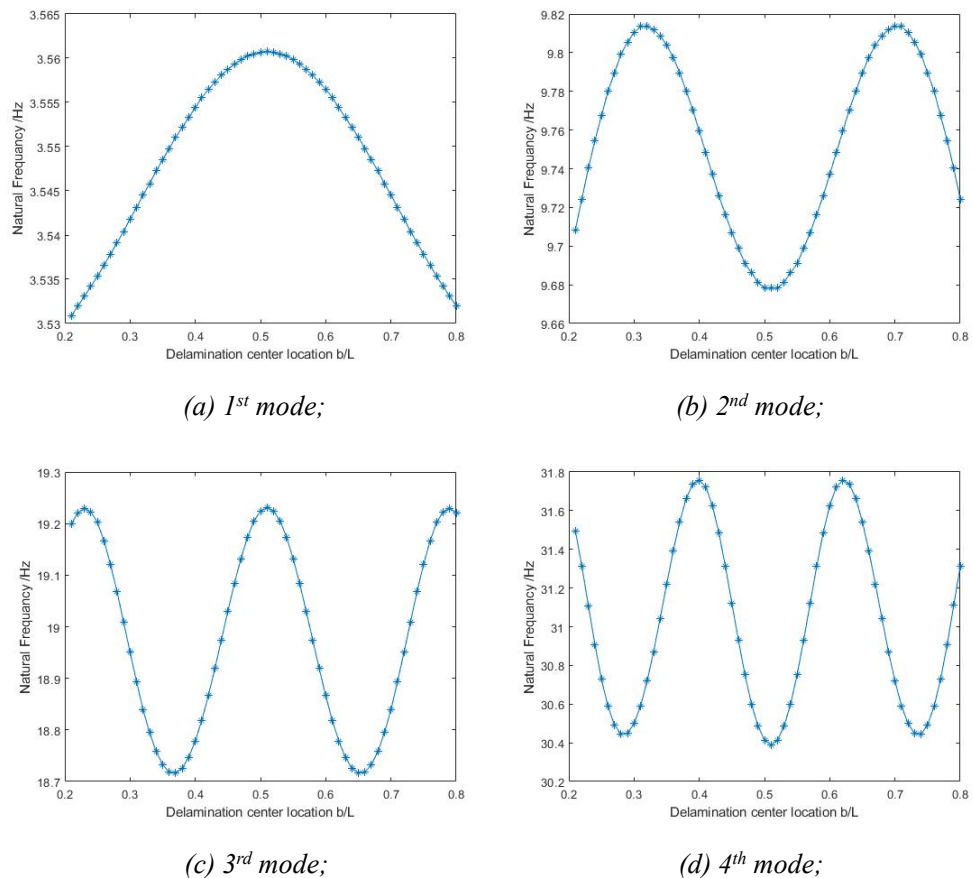 3.565
3.56
3.555
3.55
3.545
3.54
3.535
3.53
Natural Frequancy /Hz
0.2 0.3 0.4 0.5 0.6 0.7 0.8
Delamination center location b/L
(a) 1st mode;
9.82
9.8
9.78
9.76
9.74
9.72
9.7
9.68
9.66
Natural Frequancy /Hz
0.2 0.3 0.4 0.5 0.6 0.7 0.8
Delamination center location b/L
(b) 2nd mode;
19.3
19.2
19.1
19
18.9
18.8
18.7
Natural Frequancy /Hz
0.2 0.3 0.4 0.5 0.6 0.7 0.8
Delamination center location b/L
(c) 3rd mode;
31.8
31.6
31.4
31.2
31
30.8
30.6
30.4
30.2
Natural Frequancy /Hz
0.2 0.3 0.4 0.5 0.6 0.7 0.8
Delamination center location b/L
(d) 4th mode;